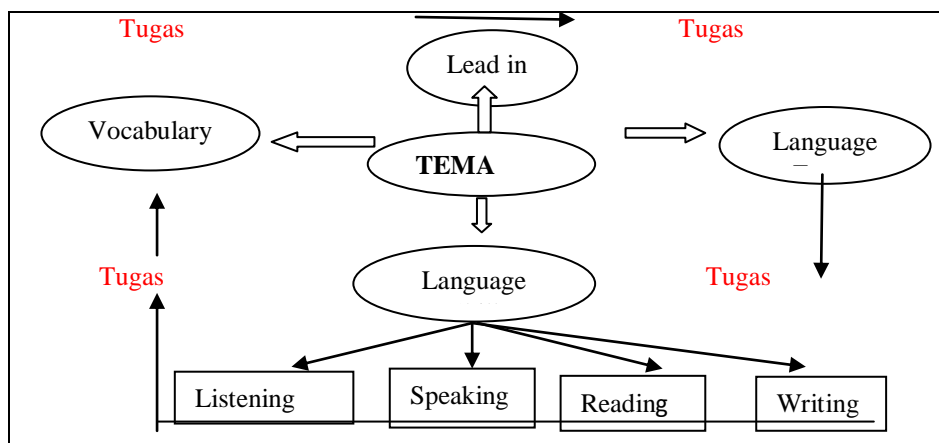 Tugas
Tugas
Lead in
Vocabulary
TEMA
Language
Tugas
Language
Tugas
Listening
Speaking
Reading
Writing